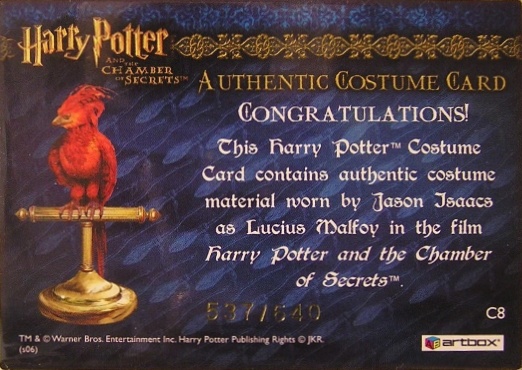 Harry Potter
AND THE
CHAMBER
OF SECRETS™
AUTHENTIC COSTUME CARD
CONGRATULATIONS!
This Harry Potter™ Costume
Card contains authentic costume
material worn by Jason Isaacs
as Lucius Malfoy in the film
Harry Potter and the Chamber
of Secrets™.
537/640
C8
TM & © Warner Bros. Entertainment Inc. Harry Potter Publishing Rights © JKR.
(s06)
artbox